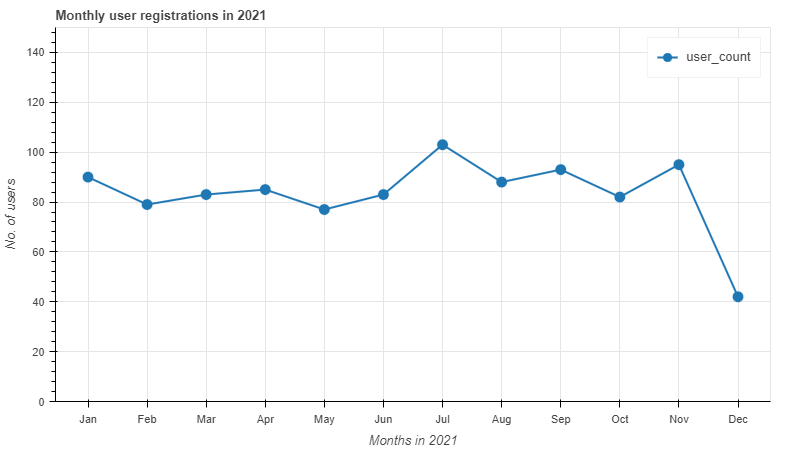 Monthly user registrations in 2021
user_count
140
120
100
80
60
40
20
0
No. of users
Jan Feb Mar Apr May Jun Jul Aug Sep Oct Nov Dec
Months in 2021